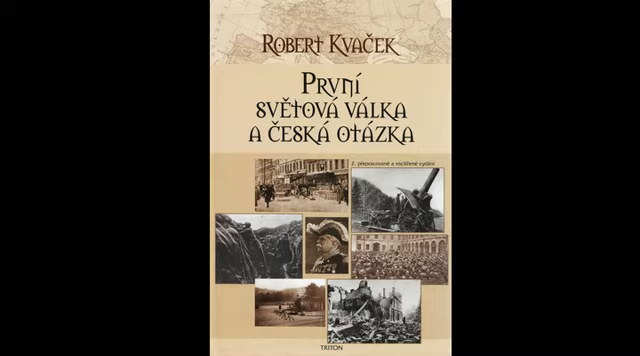 ROBERT KVAČEK
PRVNÍ
SVĚTOVÁ VÁLKA
A ČESKÁ OTÁZKA
2. přepracované a rozšířené vydání
TRITON